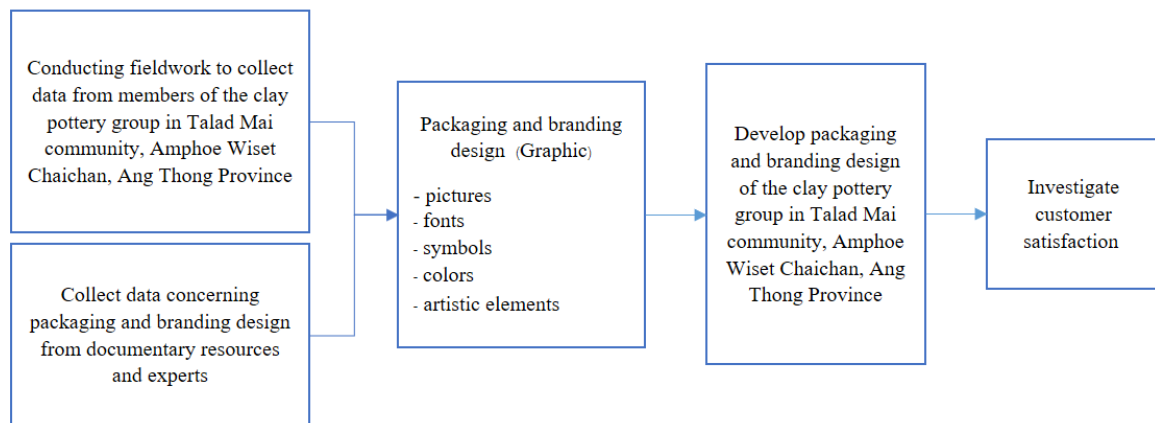 Conducting fieldwork to collect
data from members of the clay
pottery group in Talad Mai
community, Amphoe Wiset
Chaichan, Ang Thong Province
Collect data concerning
packaging and branding design
from documentary resources
and experts
Packaging and branding
design (Graphic)
- pictures
- fonts
- symbols
- colors
- artistic elements
Develop packaging
and branding design
of the clay pottery
group in Talad Mai
community, Amphoe
Wiset Chaichan, Ang
Thong Province
Investigate
customer
satisfaction